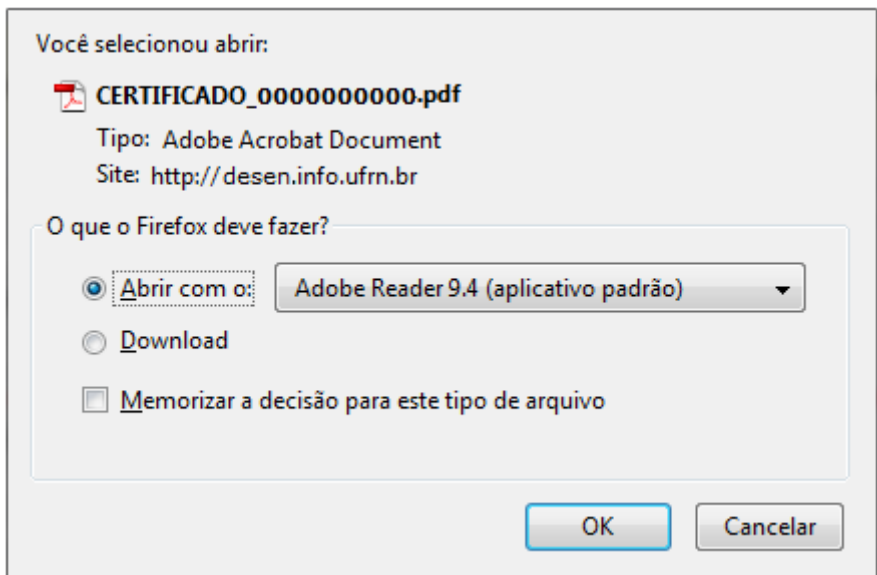 Você selecionou abrir:
CERTIFICADO_0000000000.pdf
Tipo: Adobe Acrobat Document
Site: http://desen.info.ufrn.br
O que o Firefox deve fazer?
Abrir com o: Adobe Reader 9.4 (aplicativo padrão)
Download
Memorizar a decisão para este tipo de arquivo
OK Cancelar